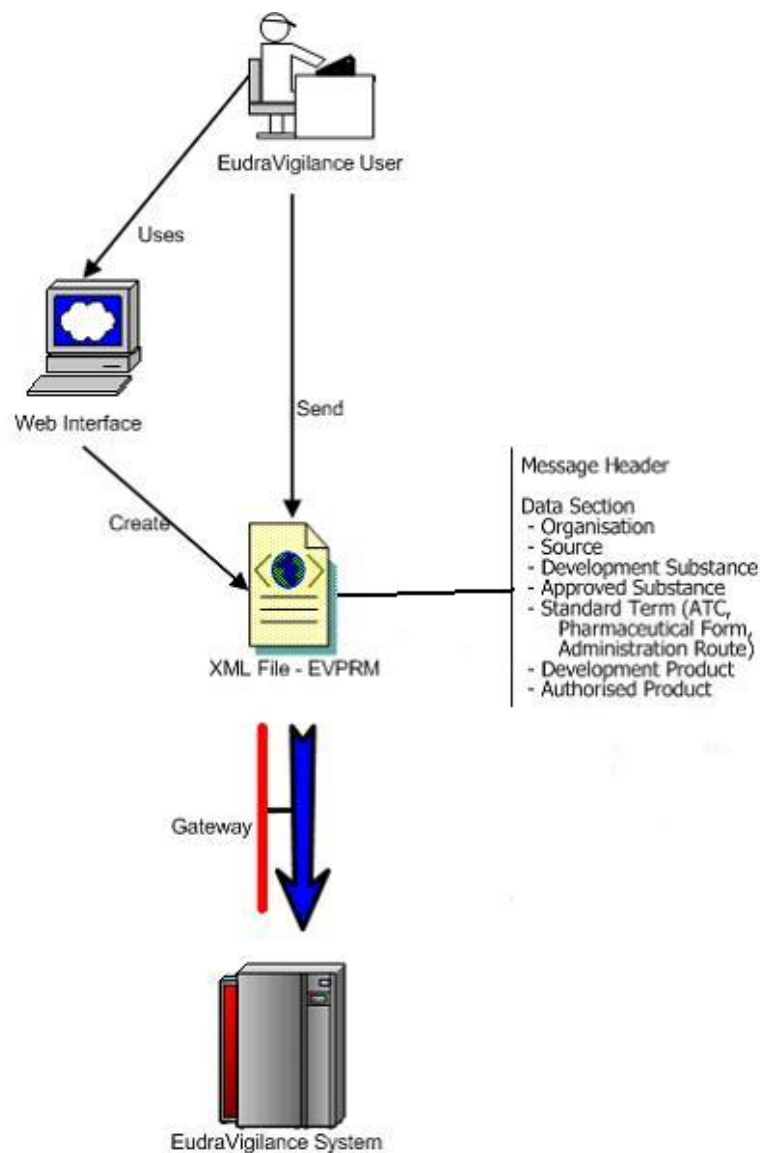 EudraVigilance User
Uses
Web Interface
Send
Create
XML File - EVPRM
Message Header
Data Section
- Organisation
- Source
- Development Substance
- Approved Substance
- Standard Term (ATC,
Pharmaceutical Form,
Administration Route)
- Development Product
- Authorised Product
Gateway
EudraVigilance System